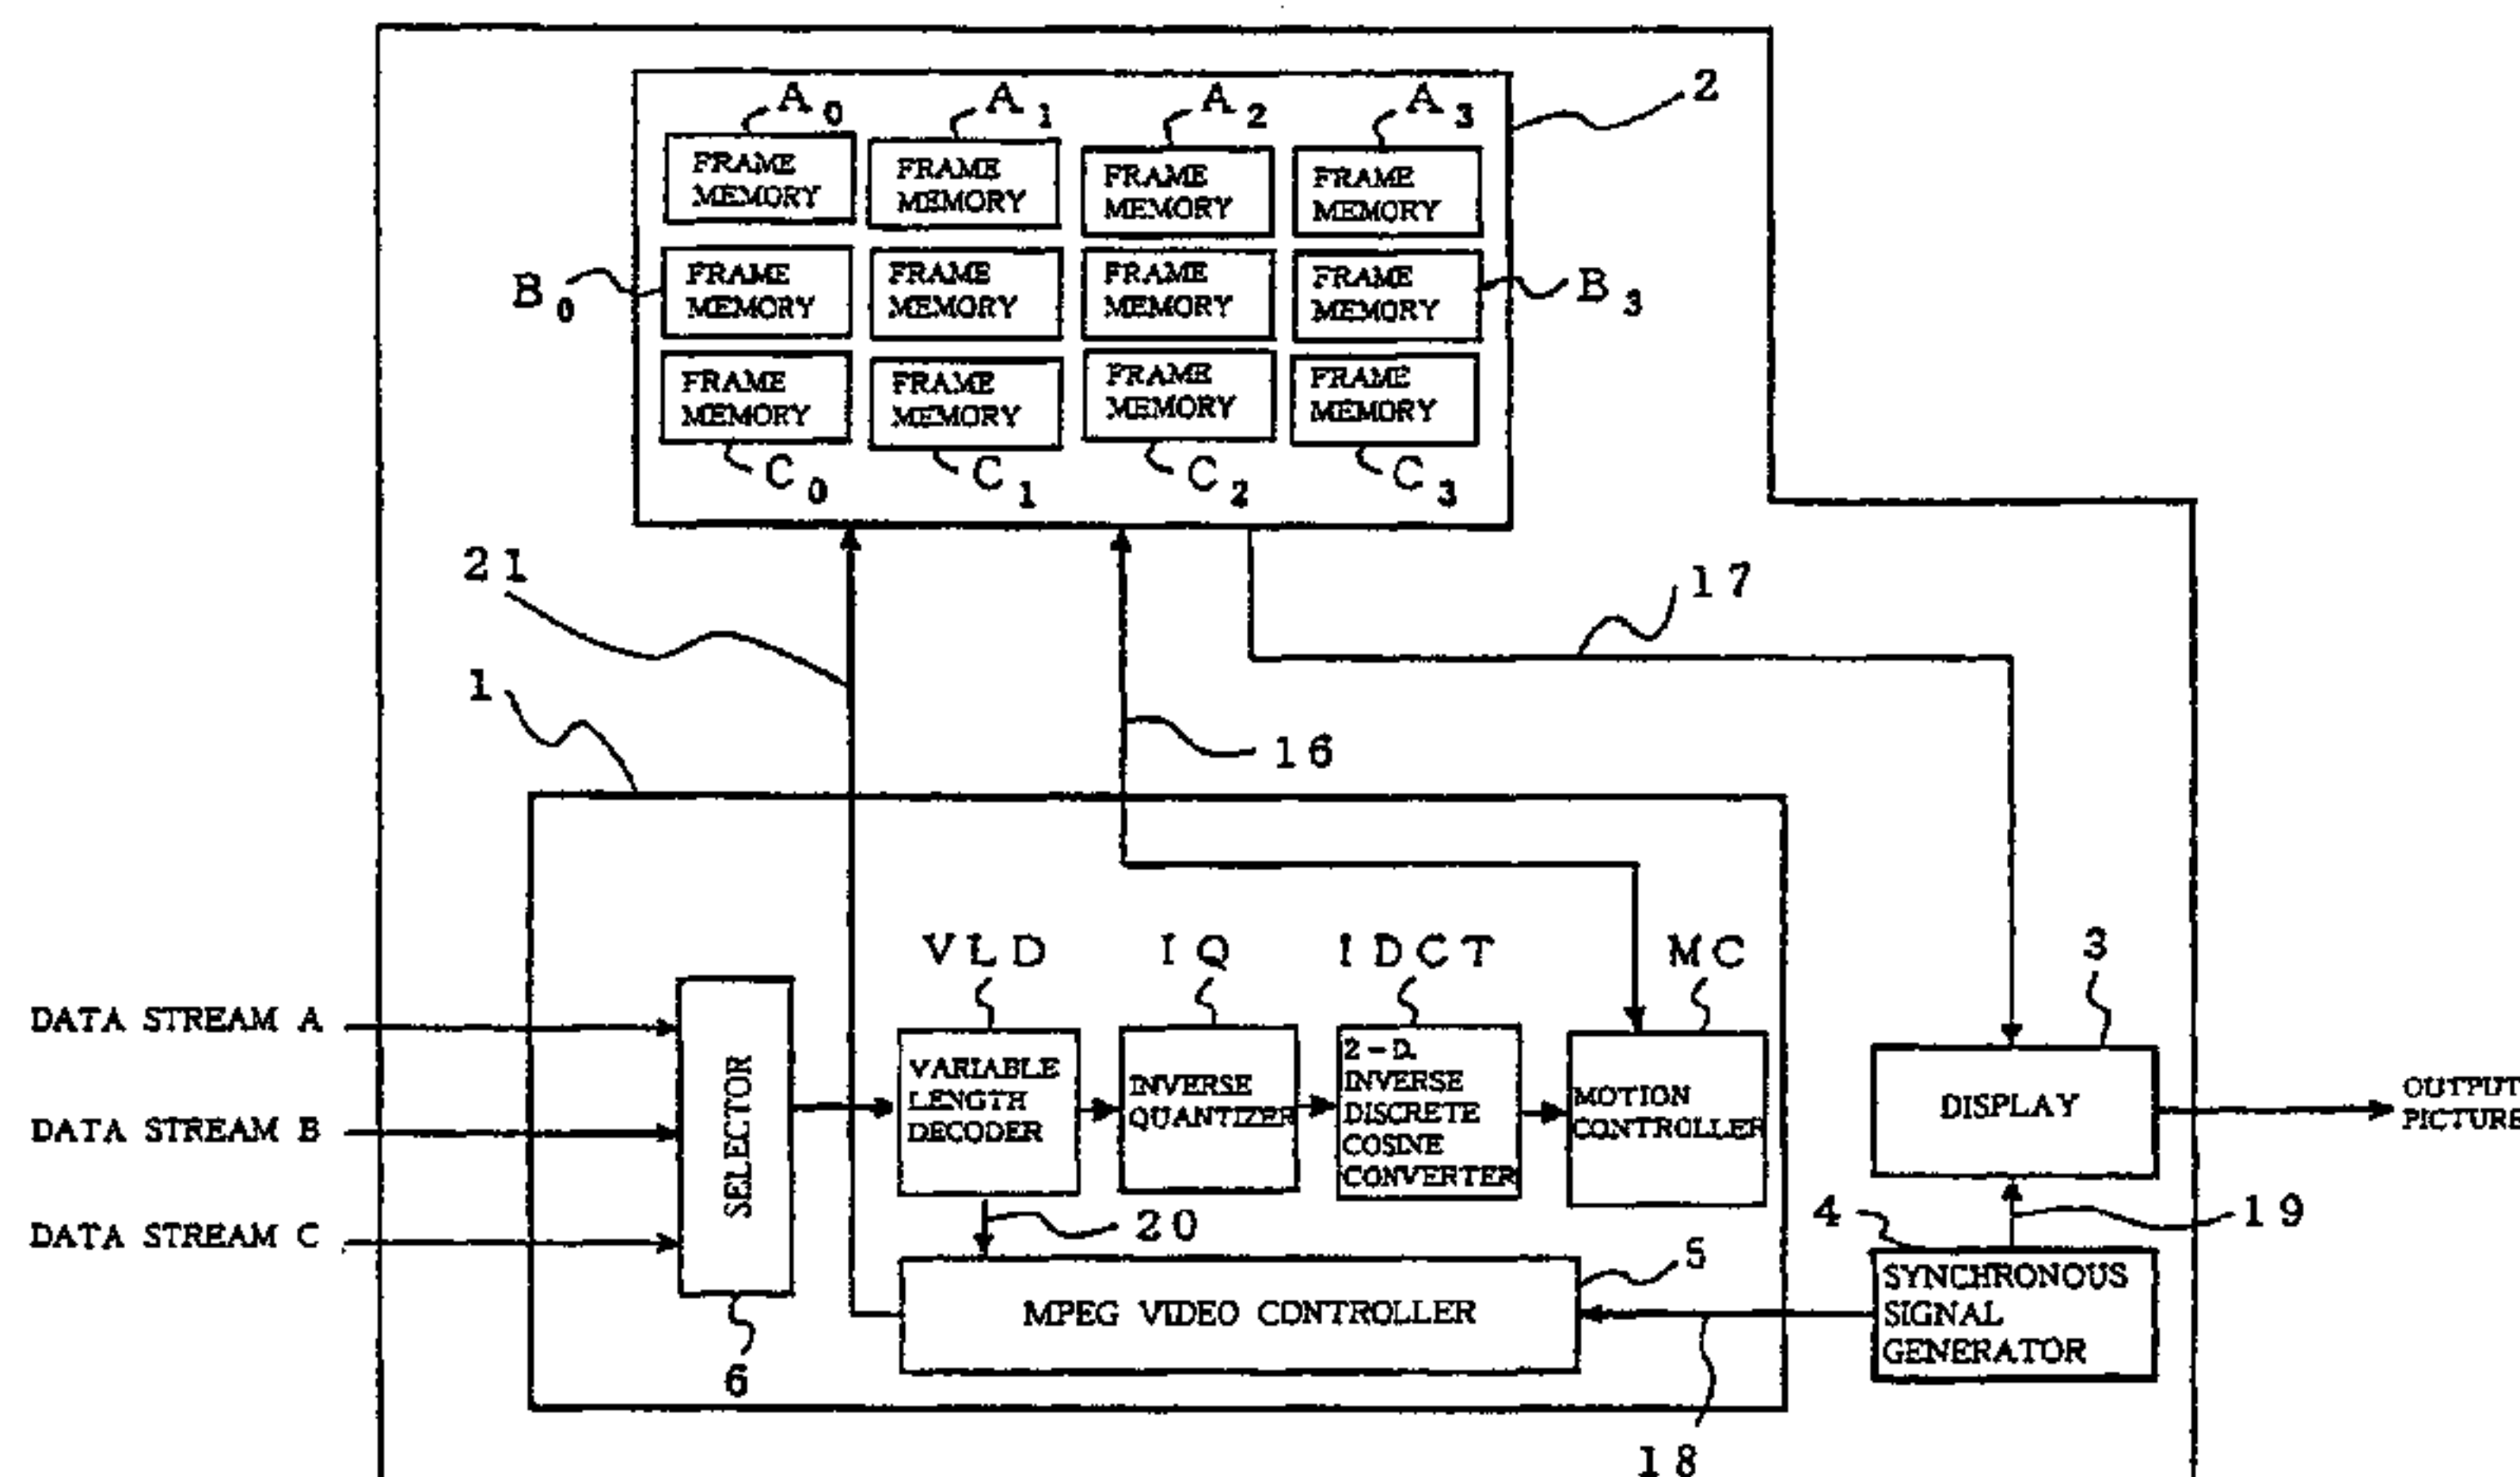 A0 A1 A2 A3 2
FRAME MEMORY
FRAME MEMORY
FRAME MEMORY
FRAME MEMORY
B0
FRAME MEMORY
FRAME MEMORY
FRAME MEMORY
FRAME MEMORY
B3
FRAME MEMORY
FRAME MEMORY
FRAME MEMORY
FRAME MEMORY
C0 C1 C2 C3
21
17
1
16
VLD IQ IDCT MC 3
DATA STREAM A
DATA STREAM B
DATA STREAM C
SELECTOR
6
VARIABLE
LENGTH
DECODER
INVERSE
QUANTIZER
2-D.
INVERSE
DISCRETE
COSINE
CONVERTER
MOTION
CONTROLLER
DISPLAY
OUTPUT
PICTURE
20
4
19
5
MPEG VIDEO CONTROLLER
SYNCHRONOUS
SIGNAL
GENERATOR
18